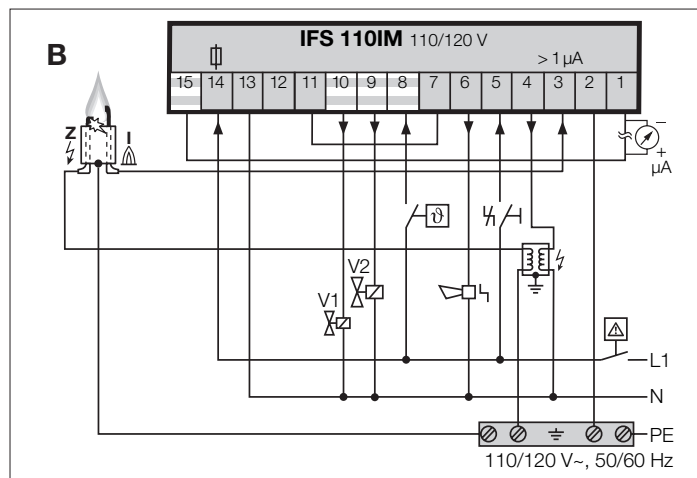 B
IFS 110IM 110/120 V
> 1 µA
15 14 13 12 11 10 9 8 7 6 5 4 3 2 1
Z
I
–
+
µA
ϑ
V2
V1
L1
N
PE
110/120 V~, 50/60 Hz